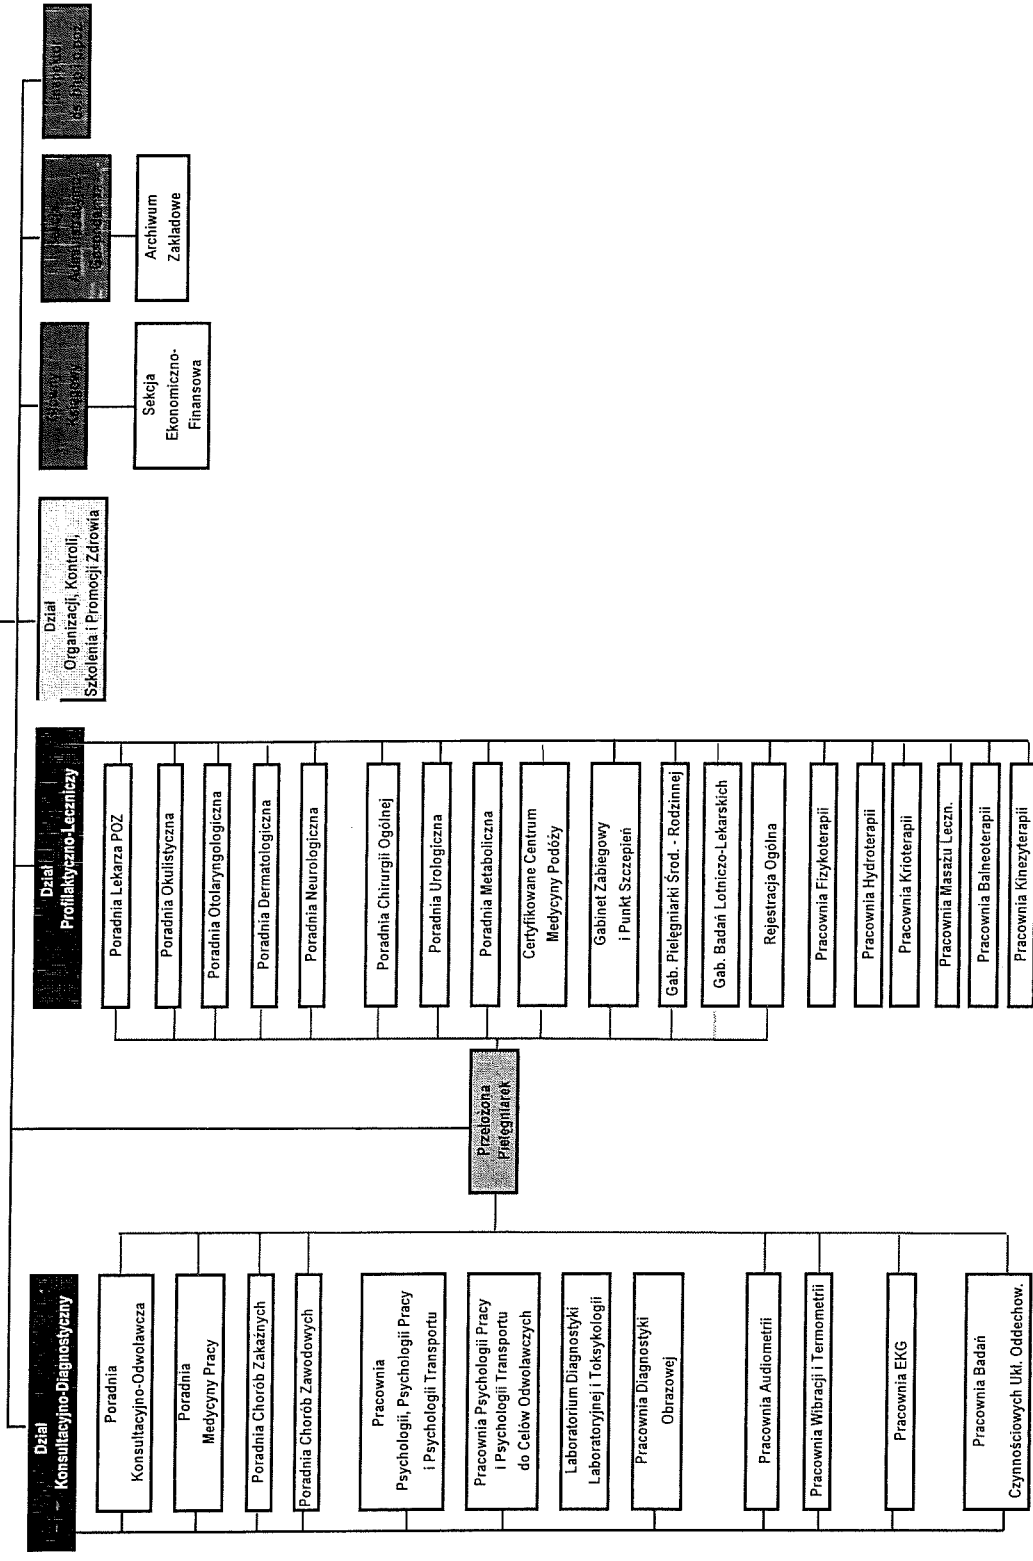 Dział
Konsultacyjno-Diagnostyczny
Poradnia
Konsultacyjno-Odwoławcza
Poradnia
Medycyny Pracy
Poradnia Chorób Zakaźnych
Poradnia Chorób Zawodowych
Pracownia
Psychologii, Psychologii Pracy
i Psychologii Transportu
Pracownia Psychologii Pracy
i Psychologii Transportu
do Celów Odwoławczych
Laboratorium Diagnostyki
Laboratoryjnej i Tdoksykologii
Pracownia Diagnostyki
Obrazowej
Pracownia Audiometrii
Pracownia Wibracji i Termometrii
Pracownia EKG
Pracownia Badań
Czynnościowych Ukł. Oddechow.
Przełożona
Pielęgniarek
Dział
Profilaktyczno-Leczniczy
Poradnia Lekarza POZ
Poradnia Okulistyczna
Poradnia Otolaryngologiczna
Poradnia Dermatologiczna
Poradnia Neurologiczna
Poradnia Chirurgii Ogólnej
Poradnia Urologiczna
Poradnia Metaboliczna
Certyfikowane Centrum
Medycyny Podóży
Gabinet Zabiegowy
i Punkt Szczepień
Gab. Pielęgniarki Środ. - Rodzinnej
Gab. Badań Lotniczo-Lekarskich
Rejestracja Ogólna
Pracownia Fizykoterapii
Pracownia Hydroterapii
Pracownia Krioterapii
Pracownia Masażu Leczn.
Pracownia Balneoterapii
Pracownia Kinezyterapii
Dział
Organizacji, Kontroli,
Szkolenia i Promocji Zdrowia
Główny
Księgowy
Sekcja
Ekonomiczno-
Finansowa
Archiwum
Zakładowe